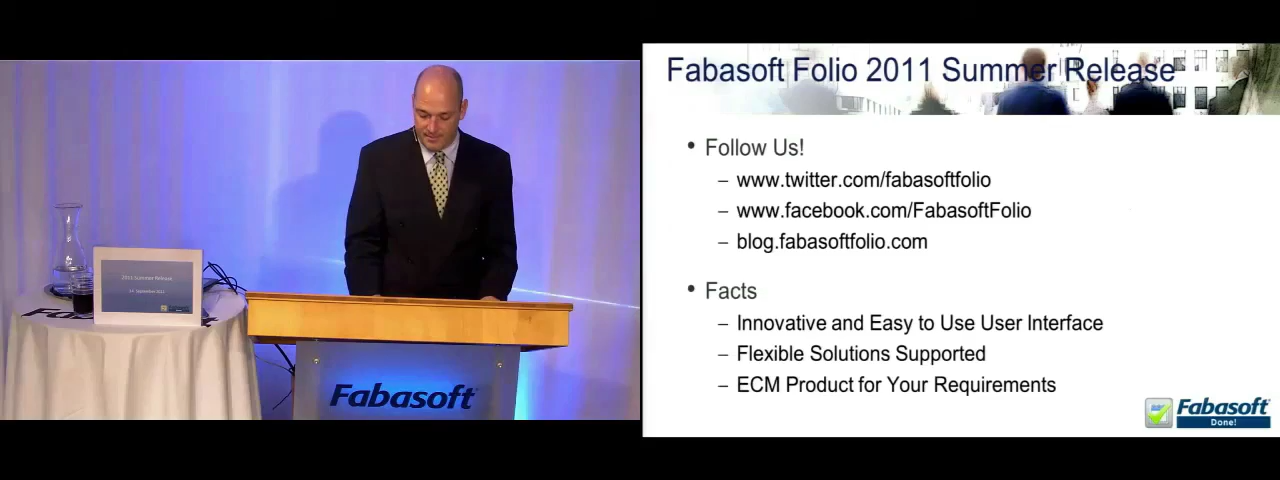 2011 Summer Release
Fabasoft
Fabasoft Folio 2011 Summer Release
• Follow Us!
– www.twitter.com/fabasoftfolio
– www.facebook.com/FabasoftFolio
– blog.fabasoftfolio.com
• Facts
– Innovative and Easy to Use User Interface
– Flexible Solutions Supported
– ECM Product for Your Requirements
Fabasoft
Done!